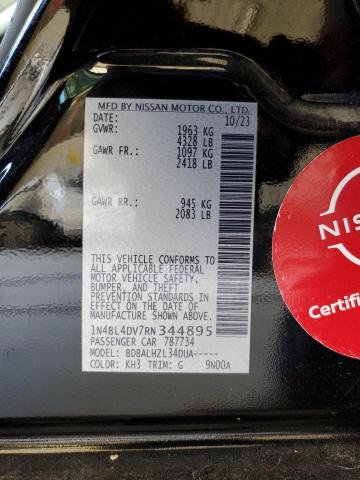 MFD BY NISSAN MOTOR CO., LTD.
DATE: 10/23
GVWR: 1963 KG
4328 LB
GAWR FR.: 1097 KG
2418 LB
GAWR RR.: 945 KG
2083 LB
THIS VEHICLE CONFORMS TO ALL
APPLICABLE U.S. FEDERAL
MOTOR VEHICLE SAFETY,
BUMPER, AND THEFT
PREVENTION STANDARDS IN
EFFECT ON THE DATE OF
MANUFACTURE SHOWN ABOVE.
1N4BL4DV7RN344895
PASSENGER CAR 787734
MODEL: BDBALHZL34DUA-----
COLOR: KH3 TRIM: G 9N00A
NIS
Certifi